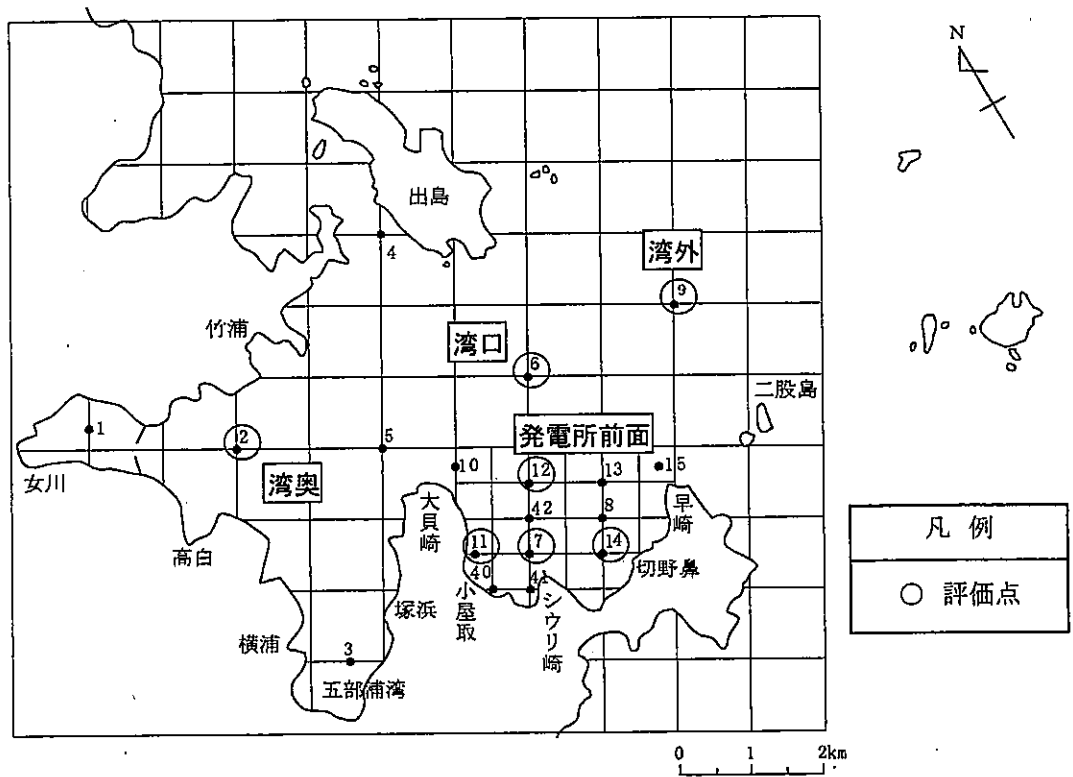 N
出島
湾外
4
9
竹浦
湾口
6
二股島
1
2
5
発電所前面
女川
湾奥
10
12
13
15
大貝崎
42
8
早崎
高白
11
7
14
切野鼻
40
41
小屋取
シウリ崎
塚浜
横浦
3
五部浦湾
凡 例
○ 評価点
0 1 2km